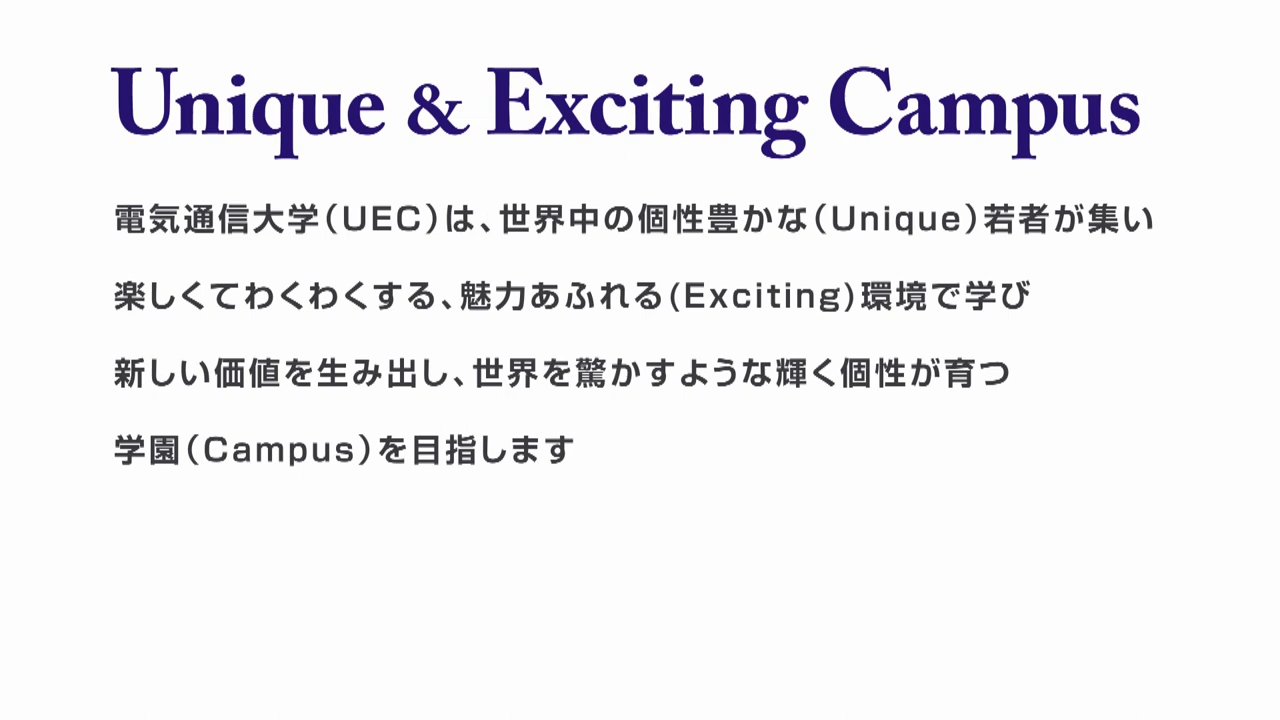 Unique & Exciting Campus
電気通信大学（UEC）は、世界中の個性豊かな（Unique）若者が集い
楽しくてわくわくする、魅力あふれる(Exciting)環境で学び
新しい価値を生み出し、世界を驚かすような輝く個性が育つ
学園（Campus）を目指します